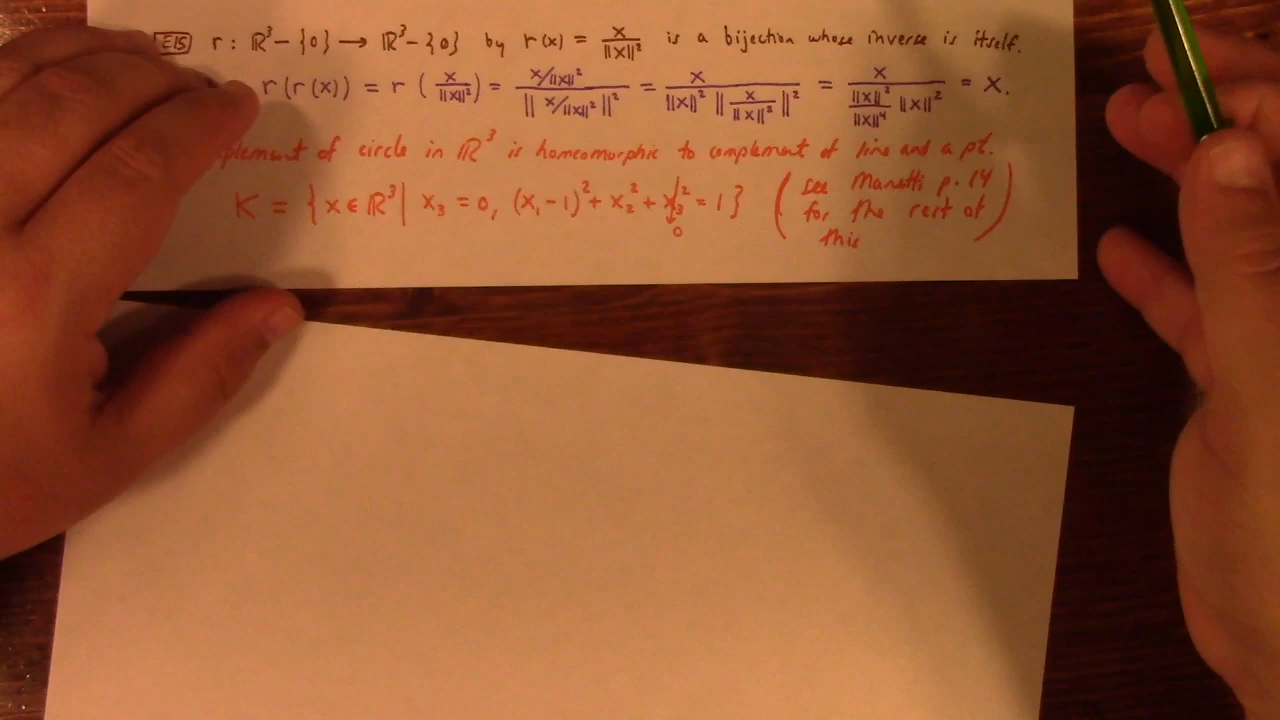 E15 r : ℝ³ - {0} → ℝ³ - {0} by r(x) = x/||x||² is a bijection whose inverse is itself.
r(r(x)) = r(x/||x||²) = (x/||x||²)/(|| x/||x||² ||²) = x/(||x||² || x/||x||² ||²) = x/((||x||²/||x||⁴) ||x||²) = x.
plement of circle in ℝ³ is homeomorphic to complement of line and a pt.
K = {x ∈ ℝ³ | x₃ = 0, (x₁ - 1)² + x₂² + x₃² = 1} (see Manetti p. 14
0 for the rest of
this)